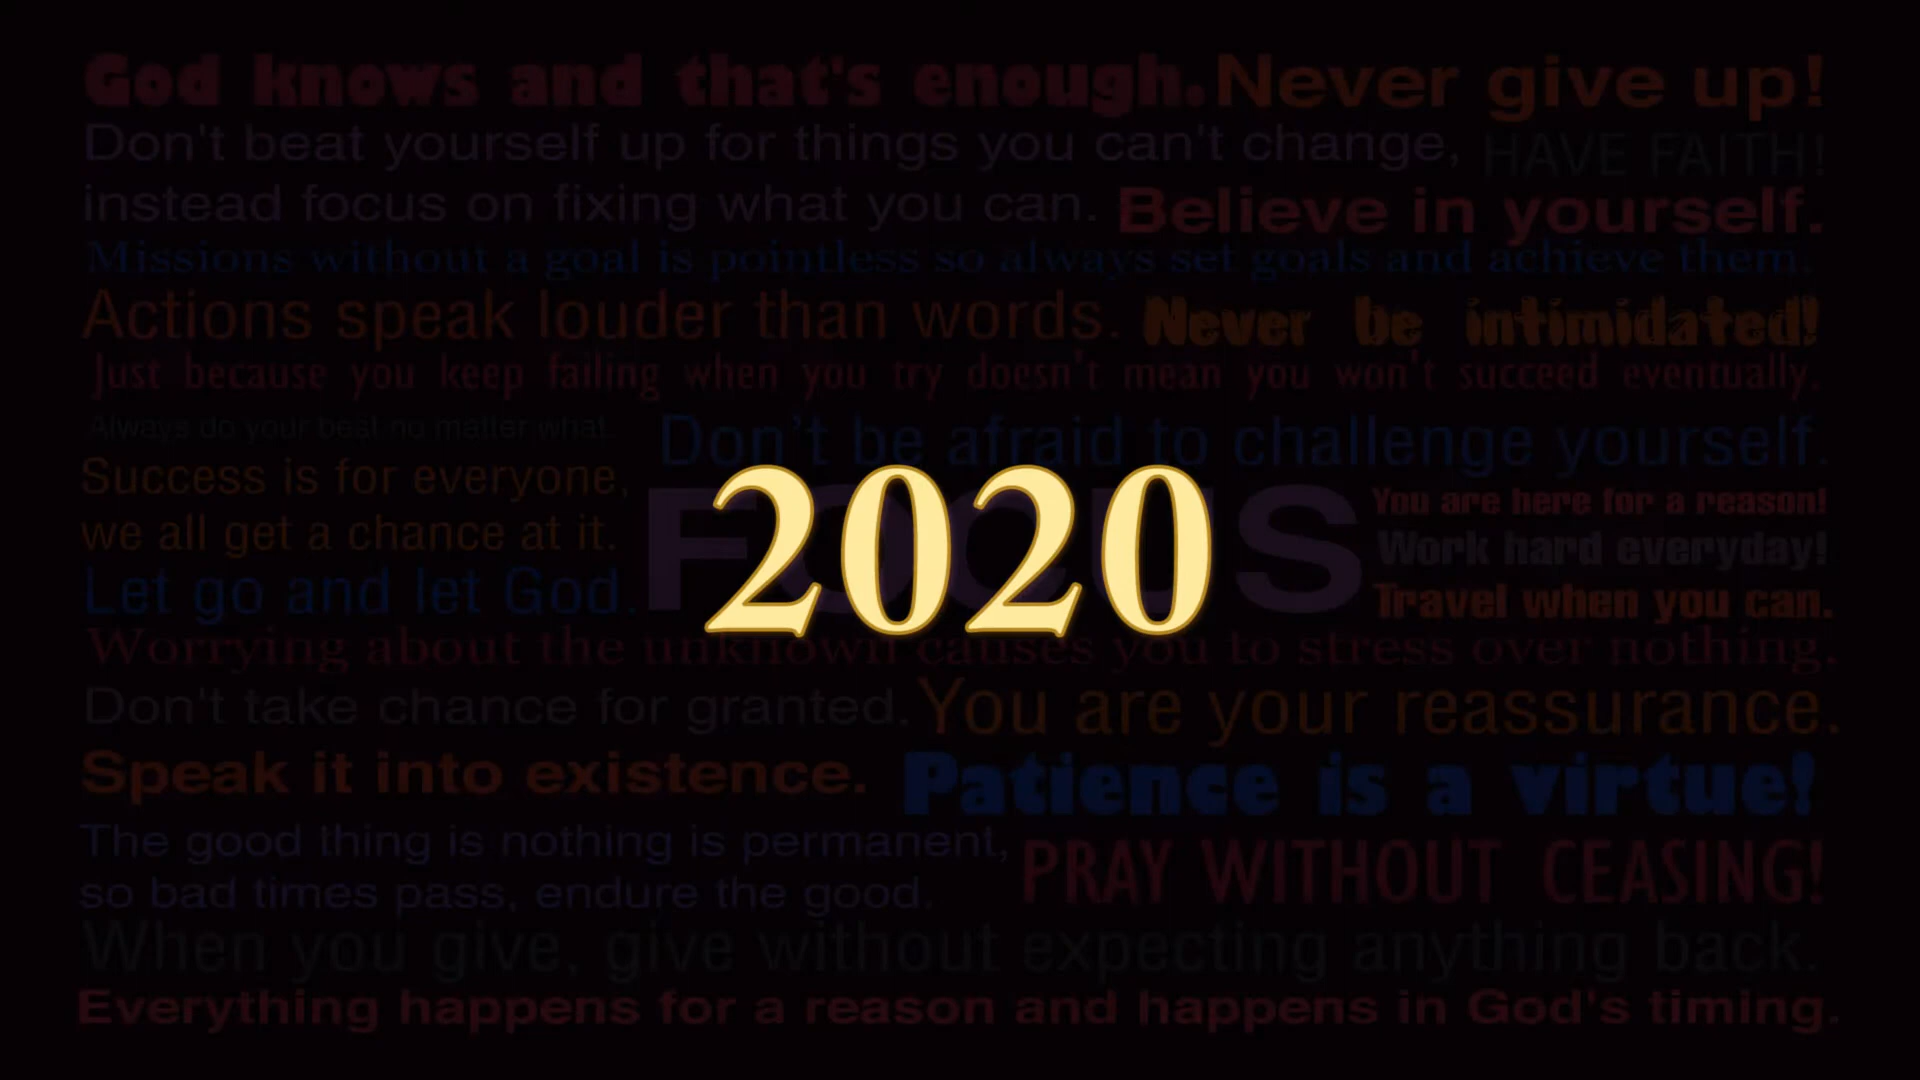 God knows and that's enough. Never give up!
Don't beat yourself up for things you can't change, HAVE FAITH!
instead focus on fixing what you can. Believe in yourself.
Missions without a goal is pointless so always set goals and achieve them.
Actions speak louder than words. Never be intimidated!
Just because you keep failing when you try doesn't mean you won't succeed eventually.
Always do your best no matter what. Don't be afraid to challenge yourself.
Success is for everyone,
we all get a chance at it.
Let go and let God.
FOCUS
2020
You are here for a reason!
Work hard everyday!
Travel when you can.
Worrying about the unknown causes you to stress over nothing.
Don't take chance for granted. You are your reassurance.
Speak it into existence. Patience is a virtue!
The good thing is nothing is permanent,
so bad times pass, endure the good. PRAY WITHOUT CEASING!
When you give, give without expecting anything back.
Everything happens for a reason and happens in God's timing.